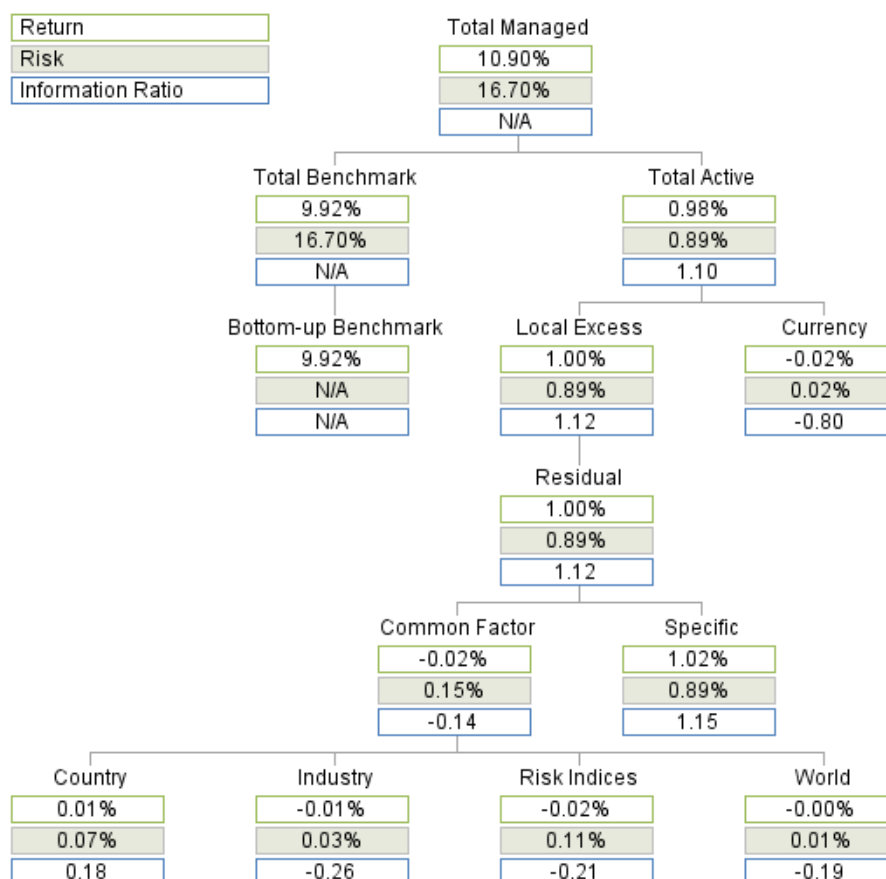 Return
Risk
Information Ratio
Total Managed
10.90%
16.70%
N/A
Total Benchmark
9.92%
16.70%
N/A
Total Active
0.98%
0.89%
1.10
Bottom-up Benchmark
9.92%
N/A
N/A
Local Excess
1.00%
0.89%
1.12
Currency
-0.02%
0.02%
-0.80
Residual
1.00%
0.89%
1.12
Common Factor
-0.02%
0.15%
-0.14
Specific
1.02%
0.89%
1.15
Country
0.01%
0.07%
0.18
Industry
-0.01%
0.03%
-0.26
Risk Indices
-0.02%
0.11%
-0.21
World
-0.00%
0.01%
-0.19